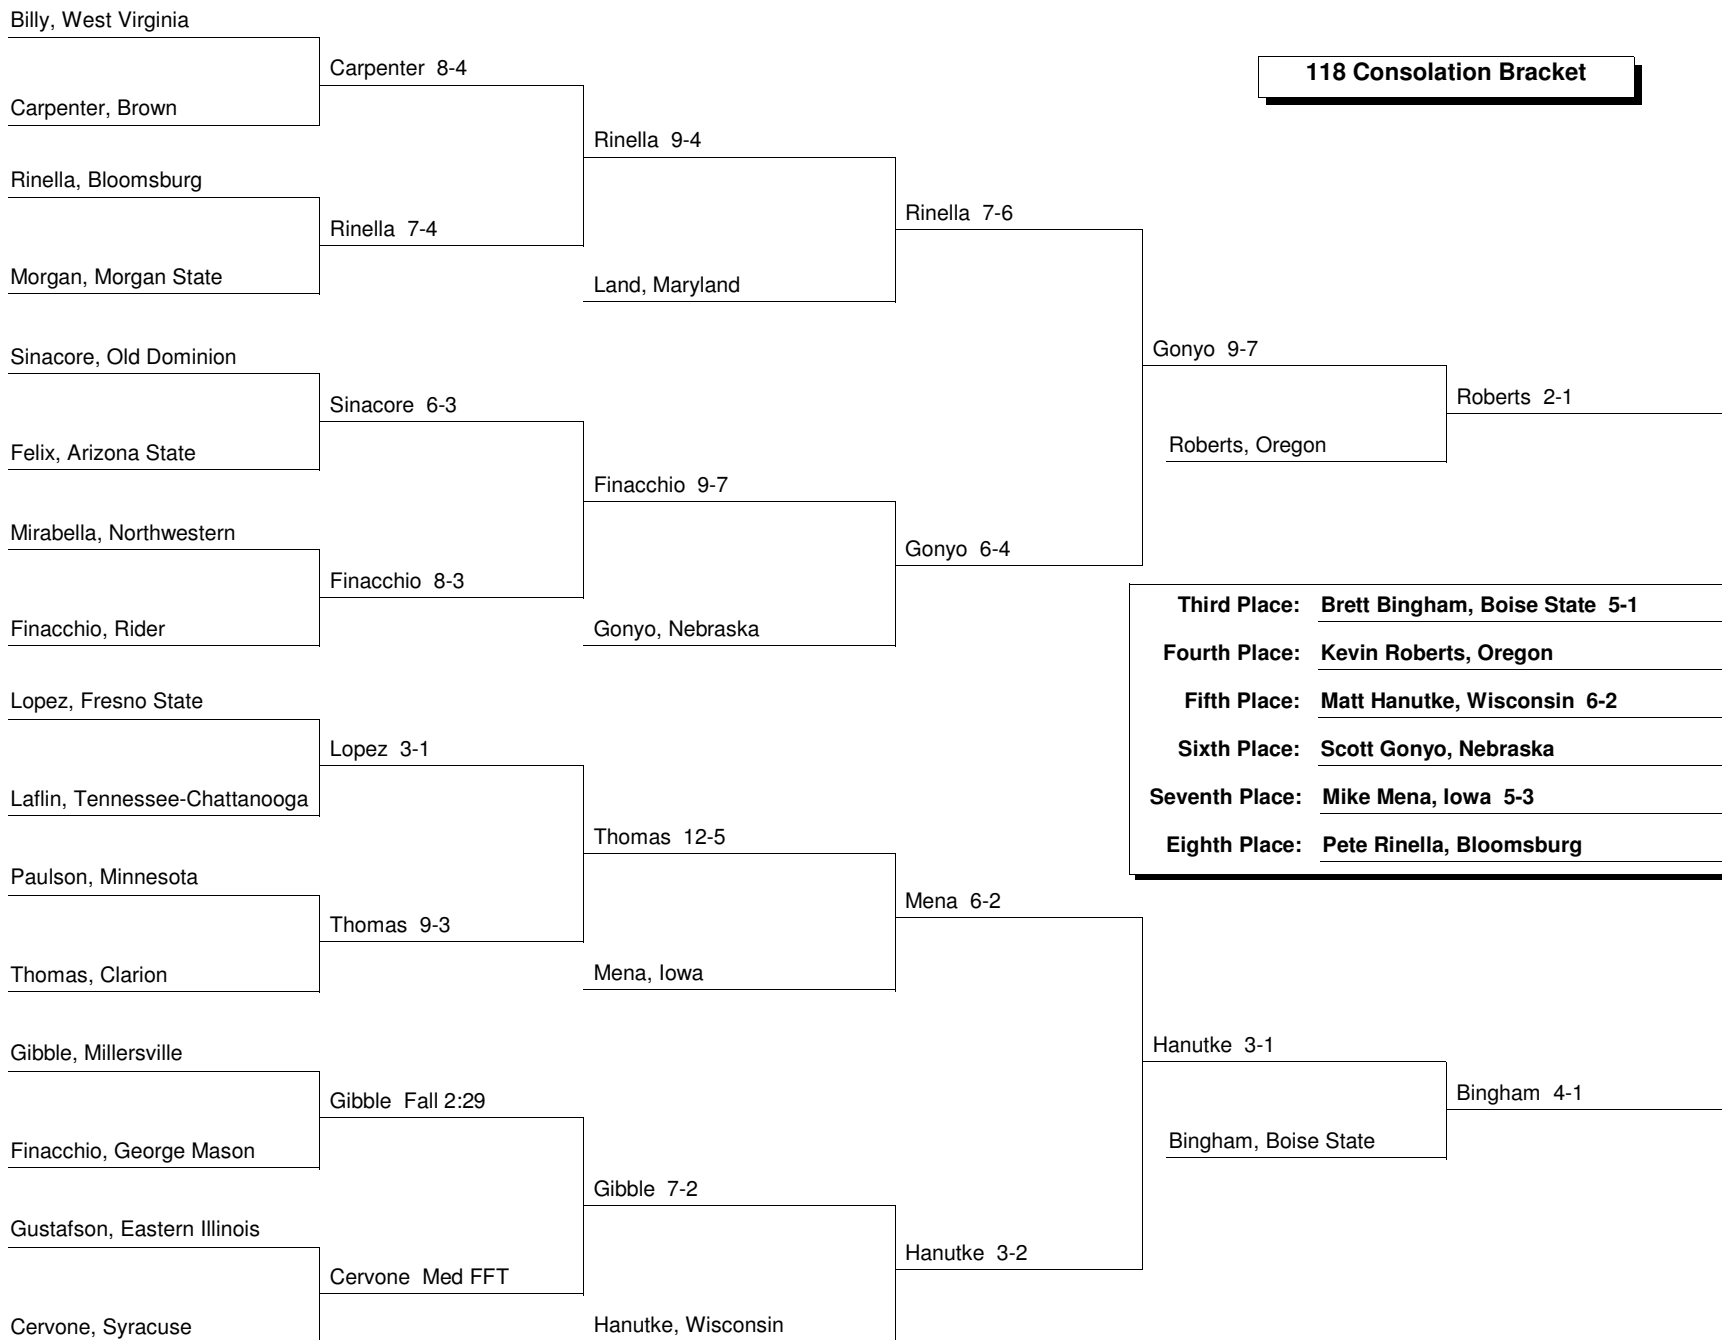 Billy, West Virginia
Carpenter 8-4
118 Consolation Bracket
Carpenter, Brown
Rinella 9-4
Rinella, Bloomsburg
Rinella 7-6
Rinella 7-4
Morgan, Morgan State
Land, Maryland
Gonyo 9-7
Sinacore, Old Dominion
Roberts 2-1
Sinacore 6-3
Roberts, Oregon
Felix, Arizona State
Finacchio 9-7
Mirabella, Northwestern
Gonyo 6-4
Finacchio 8-3
Third Place: Brett Bingham, Boise State 5-1
Finacchio, Rider
Gonyo, Nebraska
Fourth Place: Kevin Roberts, Oregon
Lopez, Fresno State
Fifth Place: Matt Hanutke, Wisconsin 6-2
Lopez 3-1
Sixth Place: Scott Gonyo, Nebraska
Laflin, Tennessee-Chattanooga
Seventh Place: Mike Mena, Iowa 5-3
Thomas 12-5
Eighth Place: Pete Rinella, Bloomsburg
Paulson, Minnesota
Mena 6-2
Thomas 9-3
Thomas, Clarion
Mena, Iowa
Gibble, Millersville
Hanutke 3-1
Gibble Fall 2:29
Bingham 4-1
Finacchio, George Mason
Bingham, Boise State
Gibble 7-2
Gustafson, Eastern Illinois
Hanutke 3-2
Cervone Med FFT
Cervone, Syracuse
Hanutke, Wisconsin